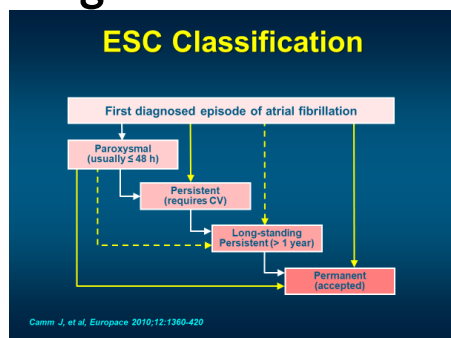 ESC Classification
First diagnosed episode of atrial fibrillation
Paroxysmal
(usually ≤ 48 h)
Persistent
(requires CV)
Long-standing
Persistent (> 1 year)
Permanent
(accepted)
Camm J, et al, Europace 2010;12:1360-420